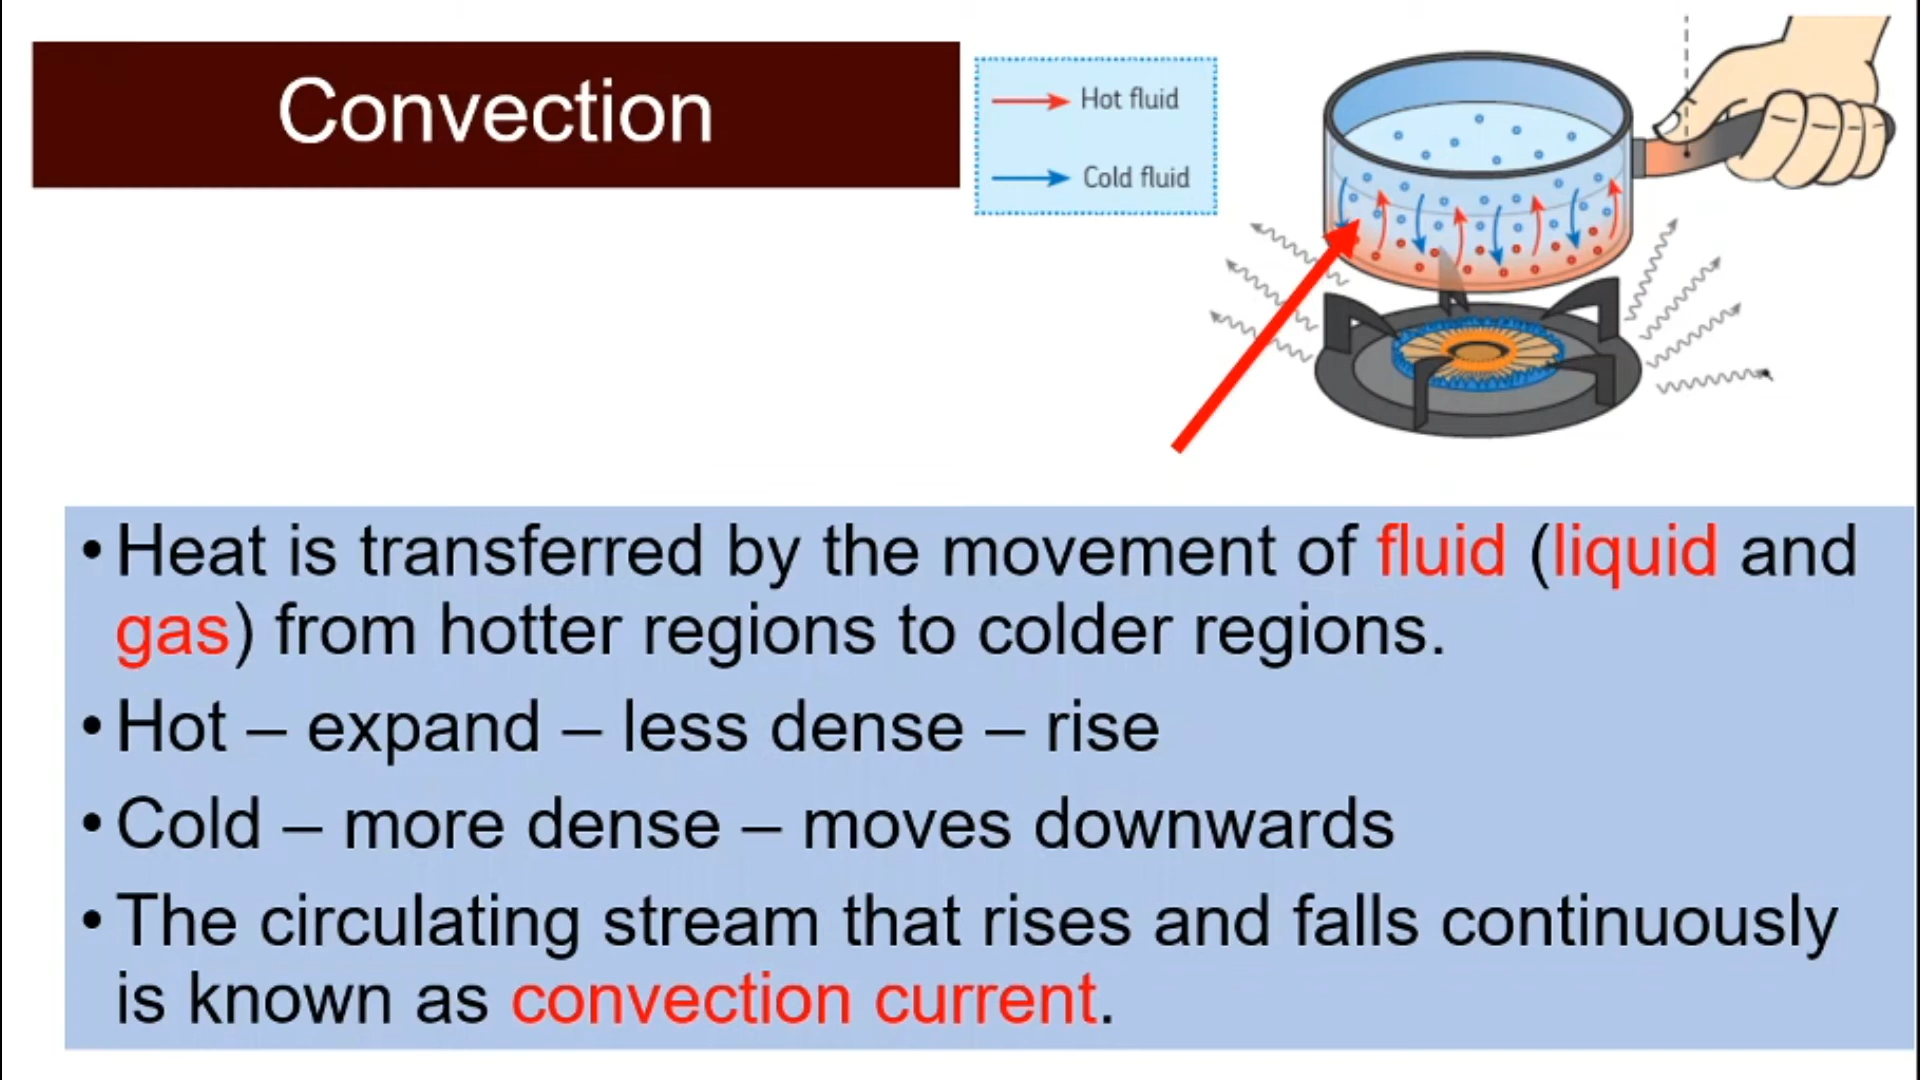 Convection
Hot fluid
Cold fluid
• Heat is transferred by the movement of fluid (liquid and
gas) from hotter regions to colder regions.
• Hot – expand – less dense – rise
• Cold – more dense – moves downwards
• The circulating stream that rises and falls continuously
is known as convection current.